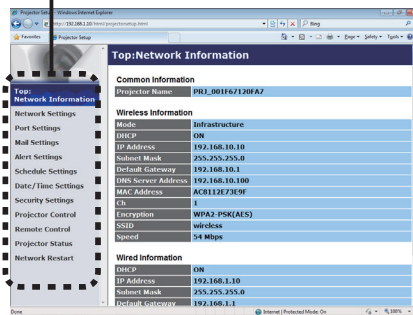 Projector Setup - Windows Internet Explorer
http://192.168.1.10/html/projectorsetup.html
Bing
Favorites Projector Setup
Page Safety Tools
Top:Network Information
Top:
Network Information
Network Settings
Port Settings
Mail Settings
Alert Settings
Schedule Settings
Date/Time Settings
Security Settings
Projector Control
Remote Control
Projector Status
Network Restart
Common Information
Projector Name PRJ_001F67120FA7
Wireless Information
Mode Infrastructure
DHCP ON
IP Address 192.168.10.10
Subnet Mask 255.255.255.0
Default Gateway 192.168.10.1
DNS Server Address 192.168.10.100
MAC Address AC8112E73E9F
Ch 1
Encryption WPA2-PSK(AES)
SSID wireless
Speed 54 Mbps
Wired Information
DHCP ON
IP Address 192.168.1.10
Subnet Mask 255.255.255.0
Default Gateway 192.168.1.1
Done Internet | Protected Mode: On 100%